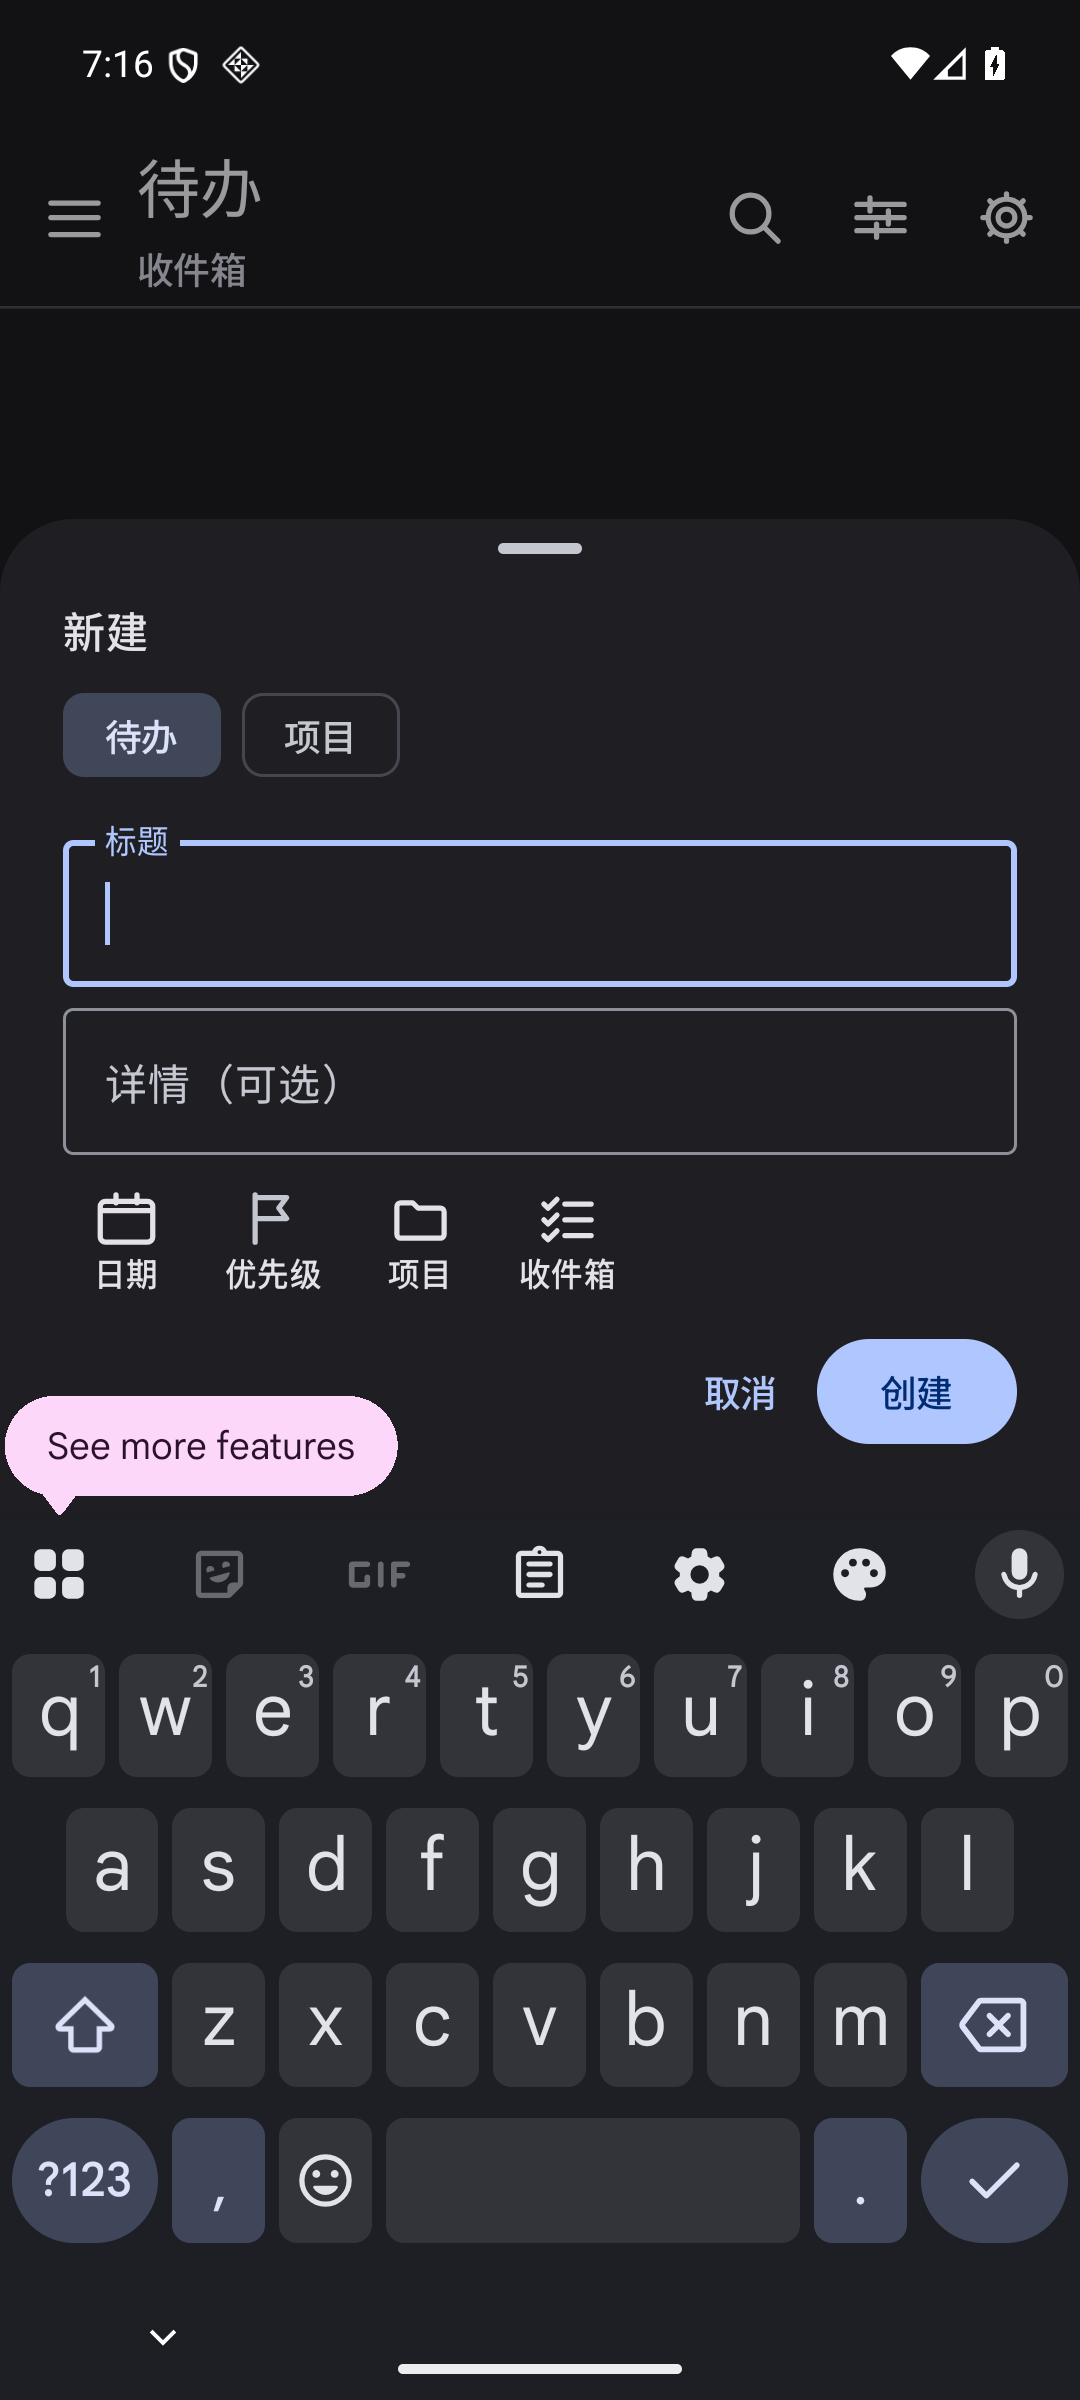 7:16
待办
收件箱
新建
待办
项目
标题
详情（可选）
日期
优先级
项目
收件箱
取消
创建
See more features
GIF
q1 w2 e3 r4 t5 y6 u7 i8 o9 p0
a s d f g h j k l
z x c v b n m
?123 , .